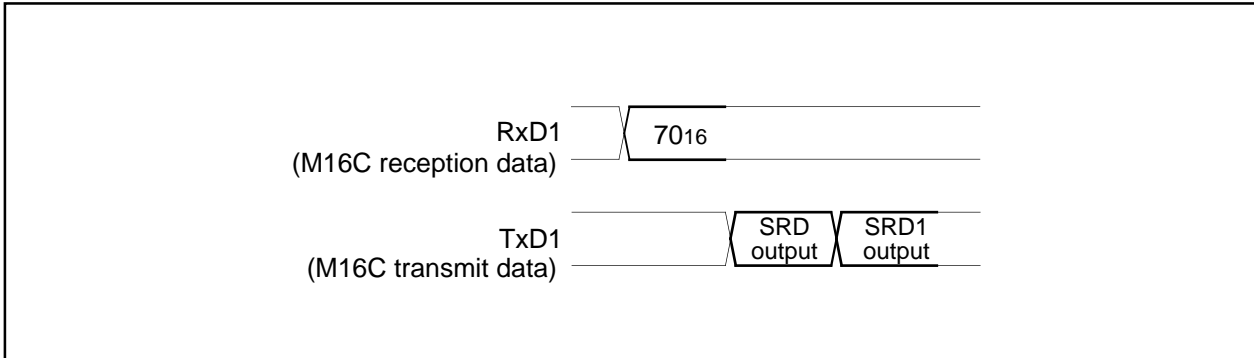 RxD1
(M16C reception data)
7016
TxD1
(M16C transmit data)
SRD
output
SRD1
output